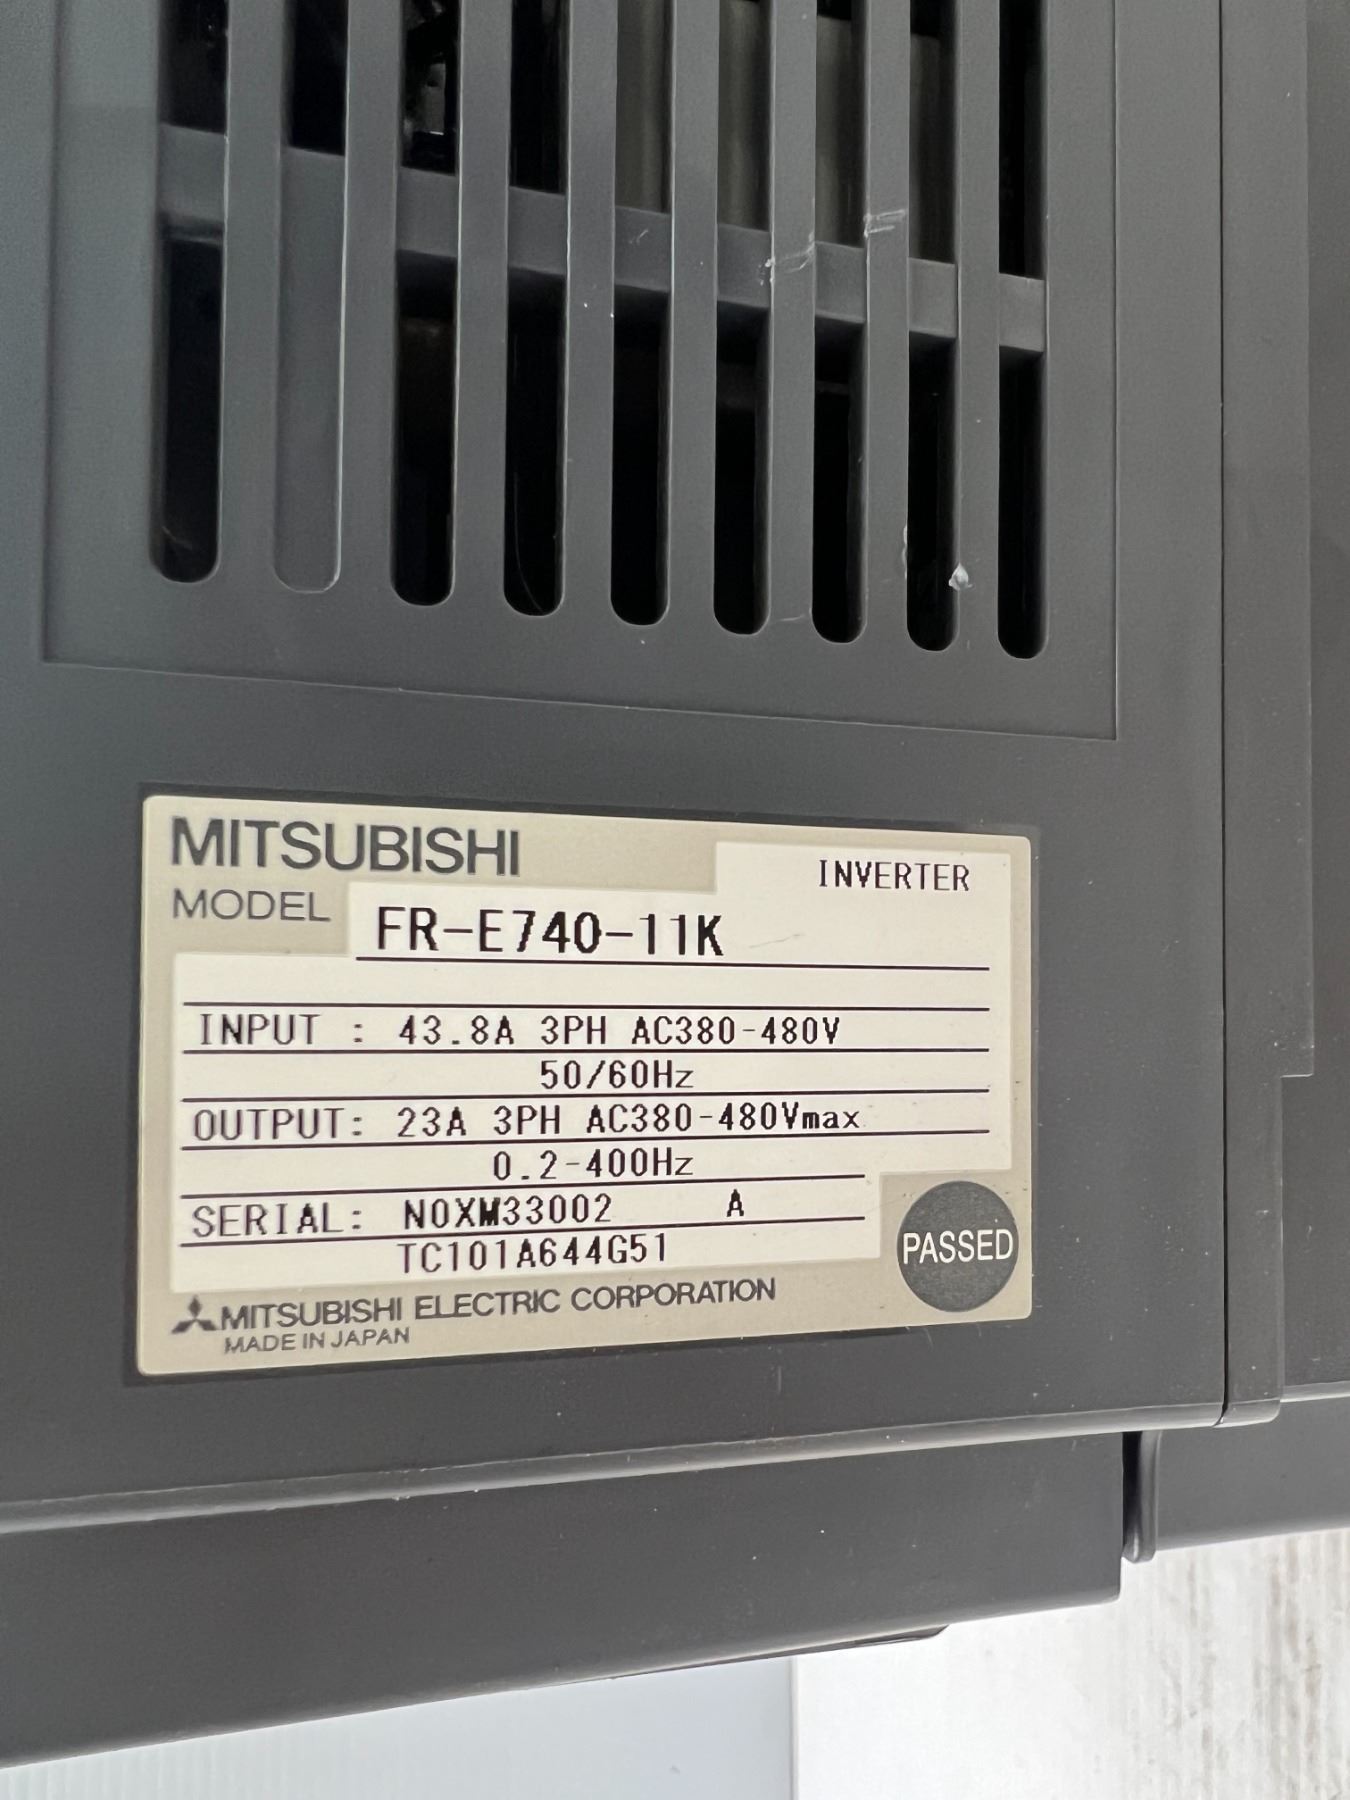 MITSUBISHI
INVERTER
MODEL FR-E740-11K
INPUT : 43.8A 3PH AC380-480V
50/60Hz
OUTPUT: 23A 3PH AC380-480Vmax
0.2-400Hz
SERIAL: N0XM33002 A
TC101A644G51
PASSED
MITSUBISHI ELECTRIC CORPORATION
MADE IN JAPAN